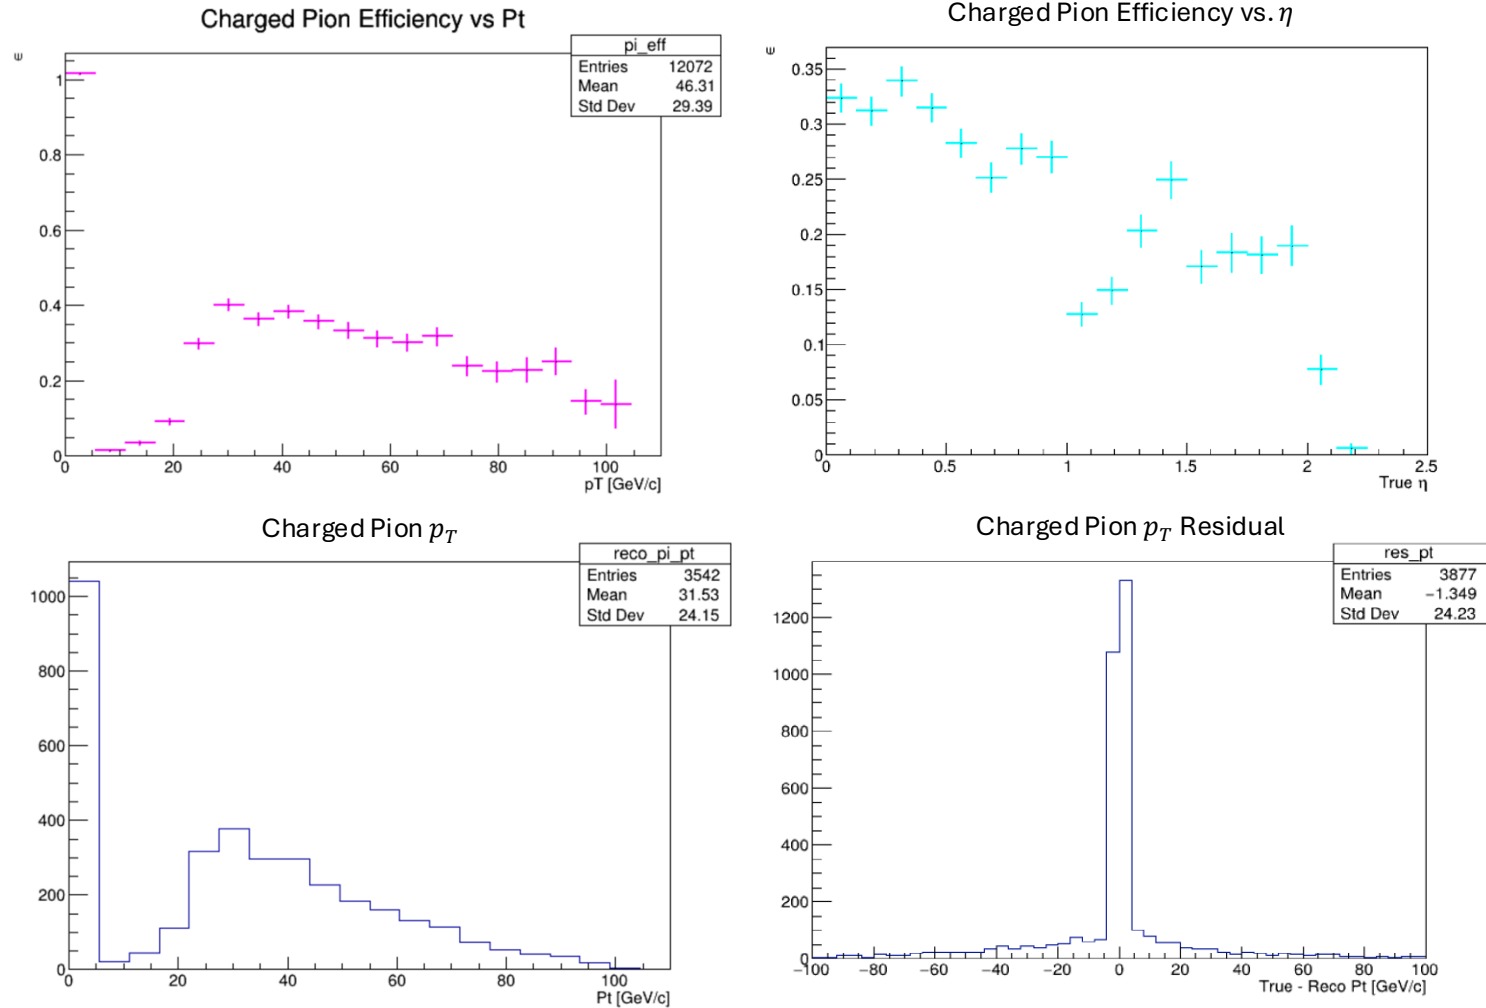 Charged Pion Efficiency vs Pt
ϵ
pi_eff
Entries 12072
Mean 46.31
Std Dev 29.39
1
0.8
0.6
0.4
0.2
0
0 20 40 60 80 100
pT [GeV/c]
Charged Pion Efficiency vs. η
ϵ
0.35
0.3
0.25
0.2
0.15
0.1
0.05
0
0 0.5 1 1.5 2 2.5
True η
Charged Pion p_T
reco_pi_pt
Entries 3542
Mean 31.53
Std Dev 24.15
1000
800
600
400
200
0
0 20 40 60 80 100
Pt [GeV/c]
Charged Pion p_T Residual
res_pt
Entries 3877
Mean −1.349
Std Dev 24.23
1200
1000
800
600
400
200
0
−100 −80 −60 −40 −20 0 20 40 60 80 100
True - Reco Pt [GeV/c]